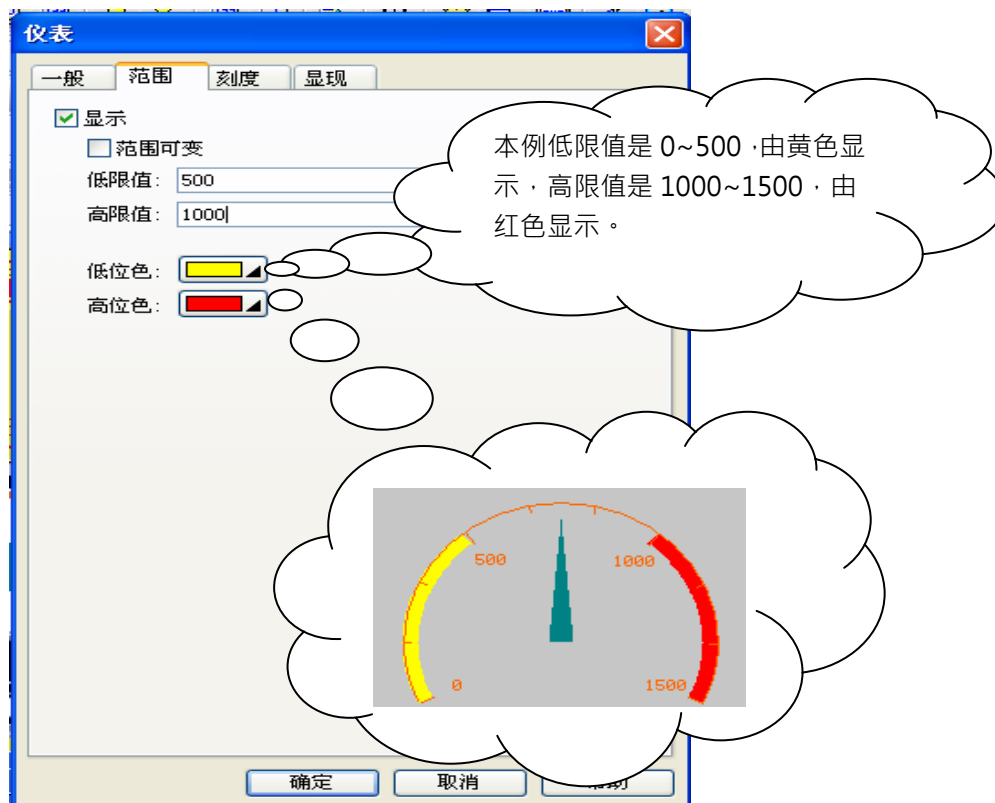 仪表
一般 范围 刻度 显现
显示
范围可变
低限值: 500
高限值: 1000
低位色:
高位色:
本例低限值是 0~500,由黄色显
示,高限值是 1000~1500,由
红色显示。
500 1000
0 1500
确定 取消